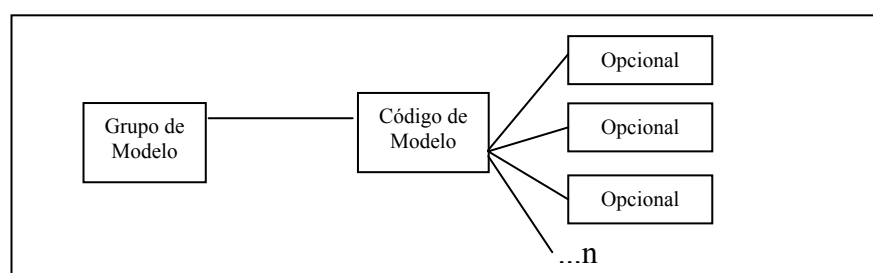 Grupo de
Modelo
Código de
Modelo
Opcional
Opcional
Opcional
...n